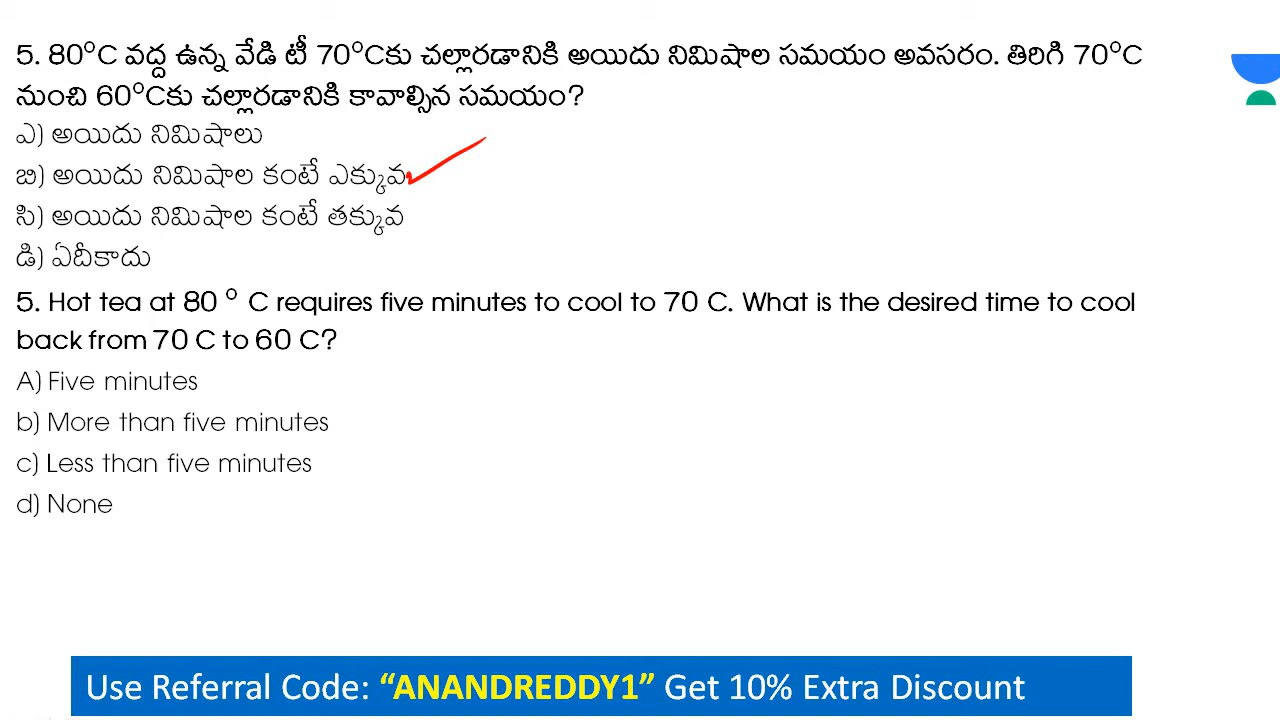 5. 80°C వద్ద ఉన్న వేడి టీ 70°Cకు చల్లారడానికి అయిదు నిమిషాల సమయం అవసరం. తిరిగి 70°C
నుంచి 60°Cకు చల్లారడానికి కావాల్సిన సమయం?
ఎ) అయిదు నిమిషాలు
బి) అయిదు నిమిషాల కంటే ఎక్కువ
సి) అయిదు నిమిషాల కంటే తక్కువ
డి) ఏదీకాదు
5. Hot tea at 80 ° C requires five minutes to cool to 70 C. What is the desired time to cool
back from 70 C to 60 C?
A) Five minutes
b) More than five minutes
c) Less than five minutes
d) None
Use Referral Code: “ANANDREDDY1” Get 10% Extra Discount